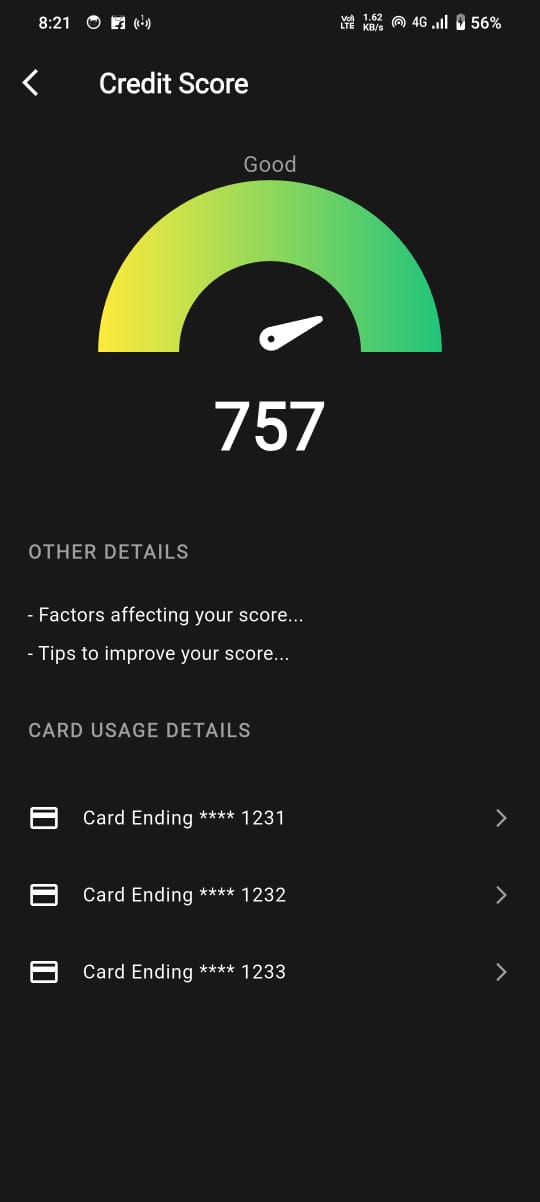 8:21 Vo) LTE 1.62 KB/s 4G 56%
Credit Score
Good
757
OTHER DETAILS
- Factors affecting your score...
- Tips to improve your score...
CARD USAGE DETAILS
Card Ending **** 1231
Card Ending **** 1232
Card Ending **** 1233